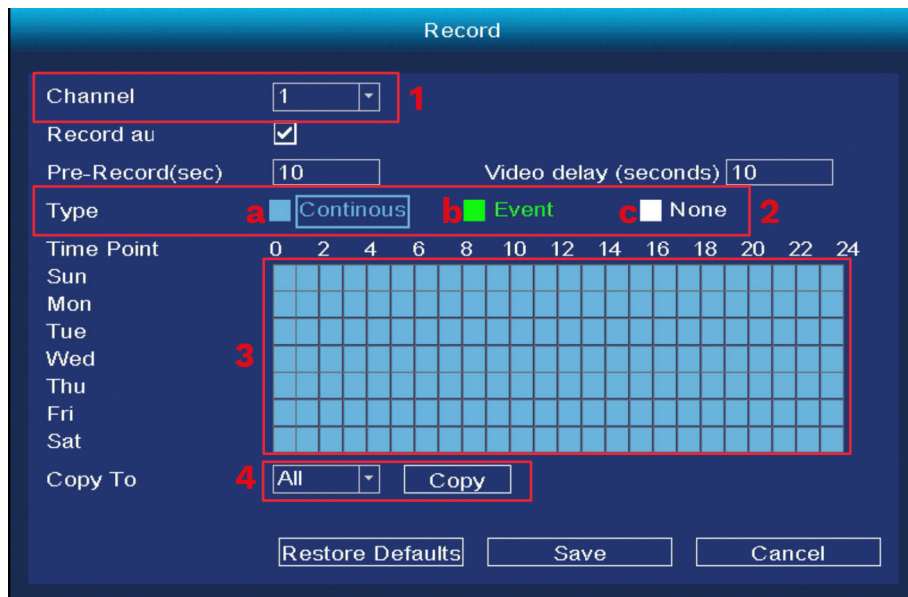 Record
Channel 1 1
Record au
Pre-Record(sec) 10 Video delay (seconds) 10
Type a Continous b Event c None 2
Time Point 0 2 4 6 8 10 12 14 16 18 20 22 24
Sun
Mon
Tue
Wed 3
Thu
Fri
Sat
Copy To 4 All Copy
Restore Defaults Save Cancel